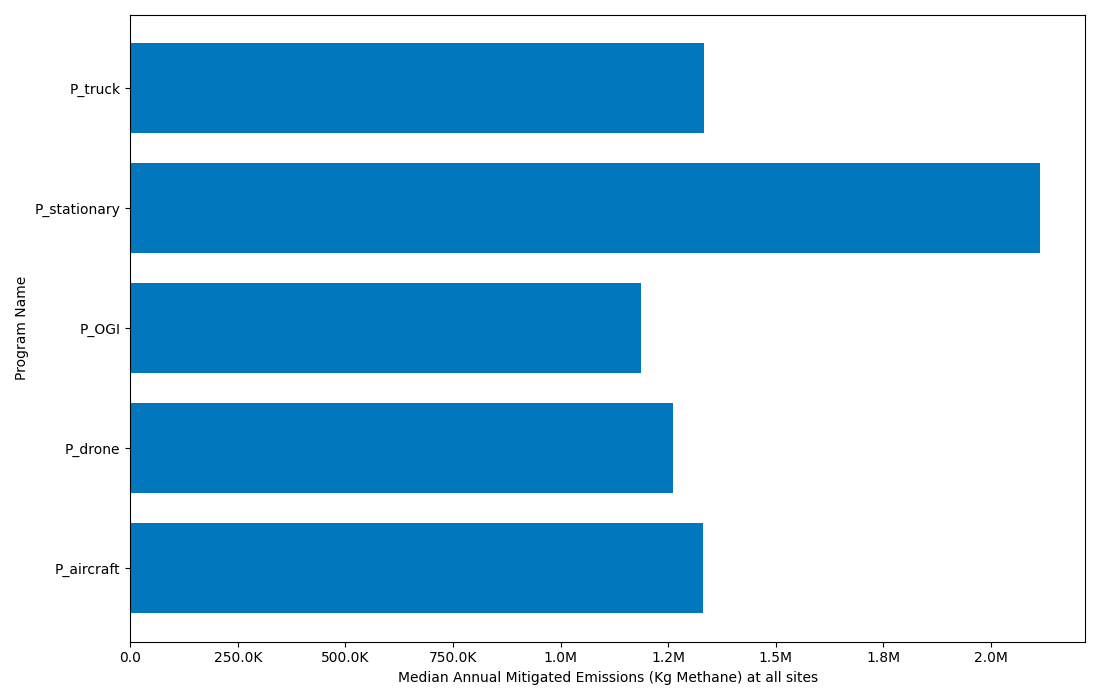 P_truck
P_stationary
P_OGI
P_drone
P_aircraft
Program Name
0.0 250.0K 500.0K 750.0K 1.0M 1.2M 1.5M 1.8M 2.0M
Median Annual Mitigated Emissions (Kg Methane) at all sites